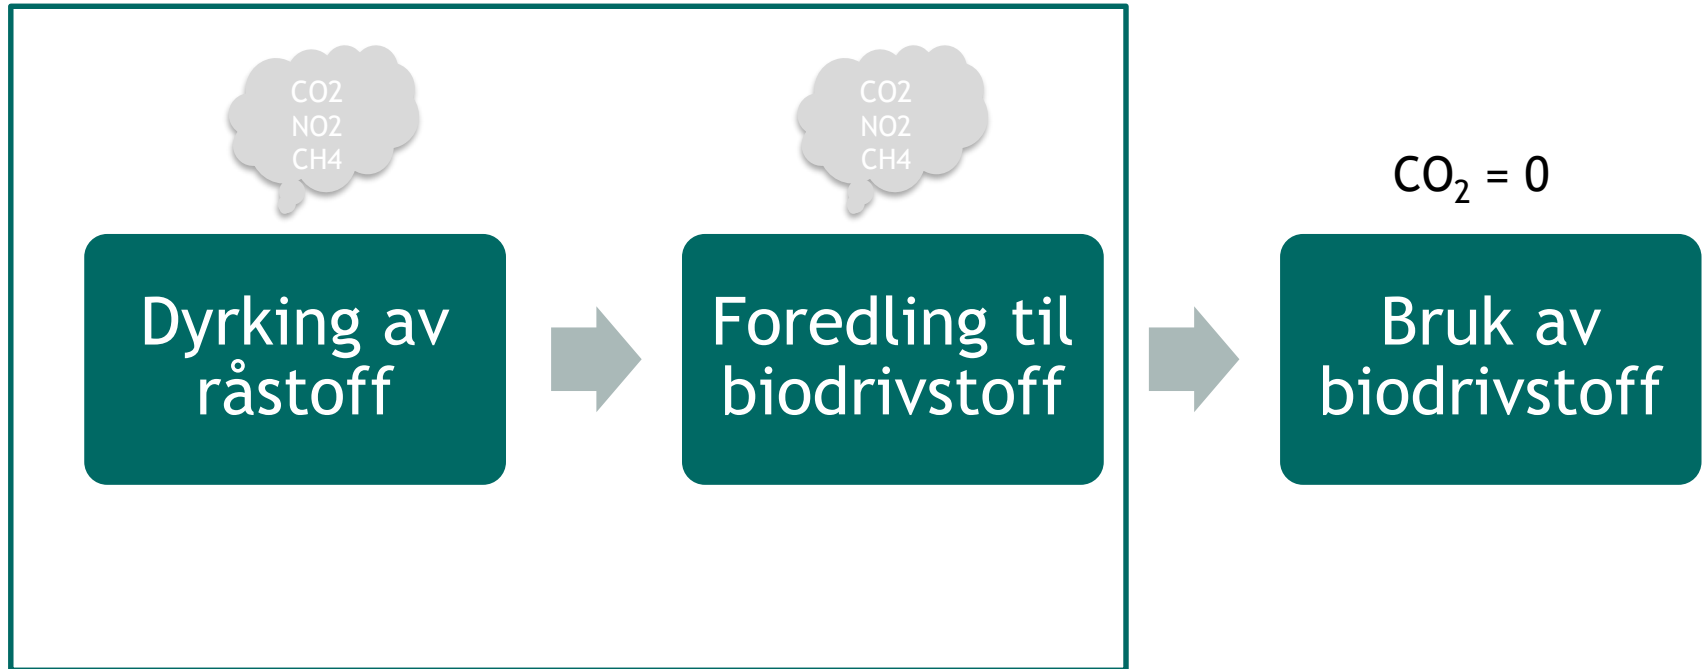 CO2
NO2
CH4
CO2
NO2
CH4
CO₂ = 0
Dyrking av
råstoff
Foredling til
biodrivstoff
Bruk av
biodrivstoff